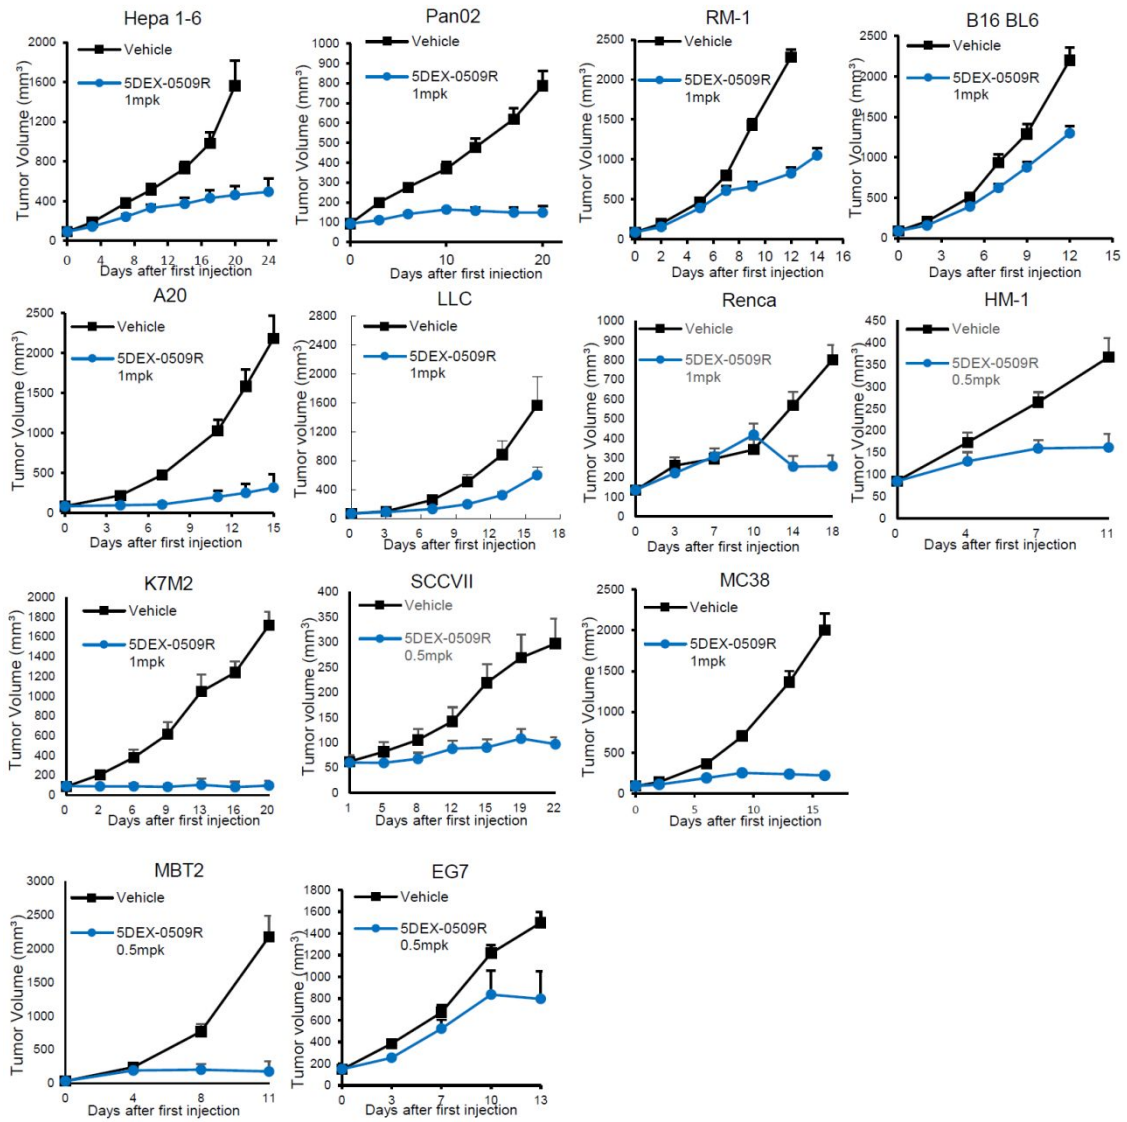 Hepa 1-6
Tumor Volume (mm³)
2000
1600
1200
800
400
0
Vehicle
5DEX-0509R
1mpk
0 4 8 12 16 20 24
Days after first injection
Pan02
Tumor Volume (mm³)
1000
900
800
700
600
500
400
300
200
100
0
Vehicle
5DEX-0509R
1mpk
0 10 20
Days after first injection
RM-1
Tumor Volume (mm³)
2500
2000
1500
1000
500
0
Vehicle
5DEX-0509R
1mpk
0 2 4 6 8 10 12 14 16
Days after first injection
B16 BL6
Tumor Volume (mm³)
2500
2000
1500
1000
500
0
Vehicle
5DEX-0509R
1mpk
0 3 6 9 12 15
Days after first injection
A20
Tumor Volume (mm³)
2500
2000
1500
1000
500
0
Vehicle
5DEX-0509R
1mpk
0 3 5 8 10 13 15
Days after first injection
LLC
Tumor Volume (mm³)
2800
2400
1800
1400
800
400
0
Vehicle
5DEX-0509R
1mpk
0 3 6 9 12 15 18
Days after first injection
Renca
Tumor Volume (mm³)
1000
900
800
700
600
500
400
300
200
100
0
Vehicle
5DEX-0509R
1mpk
0 3 7 10 14 18
Days after first injection
HM-1
Tumor Volume (mm³)
450
400
350
300
250
200
150
100
50
0
Vehicle
5DEX-0509R
0.5mpk
0 4 7 11
Days after first injection
K7M2
Tumor Volume (mm³)
2000
1800
1600
1400
1200
1000
800
600
400
200
0
Vehicle
5DEX-0509R
1mpk
0 2 6 9 13 16 20
Days after first injection
SCCVII
Tumor Volume (mm³)
400
350
300
250
200
150
100
50
0
Vehicle
5DEX-0509R
0.5mpk
1 5 8 12 15 19 22
Days after first injection
MC38
Tumor Volume (mm³)
2500
2000
1500
1000
500
0
Vehicle
5DEX-0509R
1mpk
0 5 10 15
Days after first injection
MBT2
Tumor Volume (mm³)
3000
2500
2000
1500
1000
500
0
Vehicle
5DEX-0509R
0.5mpk
0 4 8 11
Days after first injection
EG7
Tumor volume (mm³)
1800
1600
1400
1200
1000
800
600
400
200
0
Vehicle
5DEX-0509R
0.5mpk
0 3 7 10 13
Days after first injection